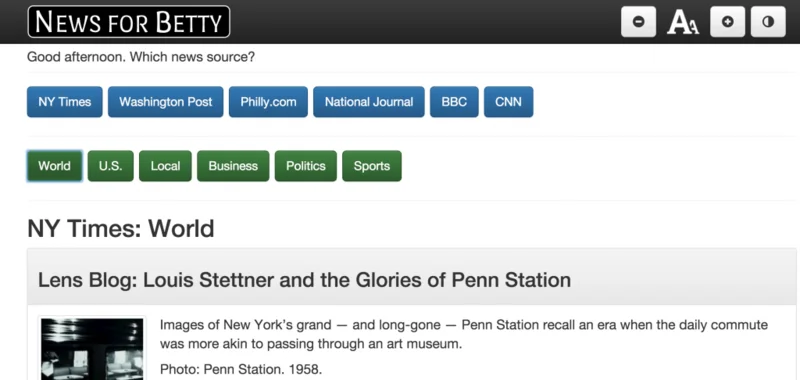 NEWS FOR BETTY
AA
Good afternoon. Which news source?
NY Times Washington Post Philly.com National Journal BBC CNN
World U.S. Local Business Politics Sports
NY Times: World
Lens Blog: Louis Stettner and the Glories of Penn Station
Images of New York’s grand — and long-gone — Penn Station recall an era when the daily commute
was more akin to passing through an art museum.
Photo: Penn Station. 1958.